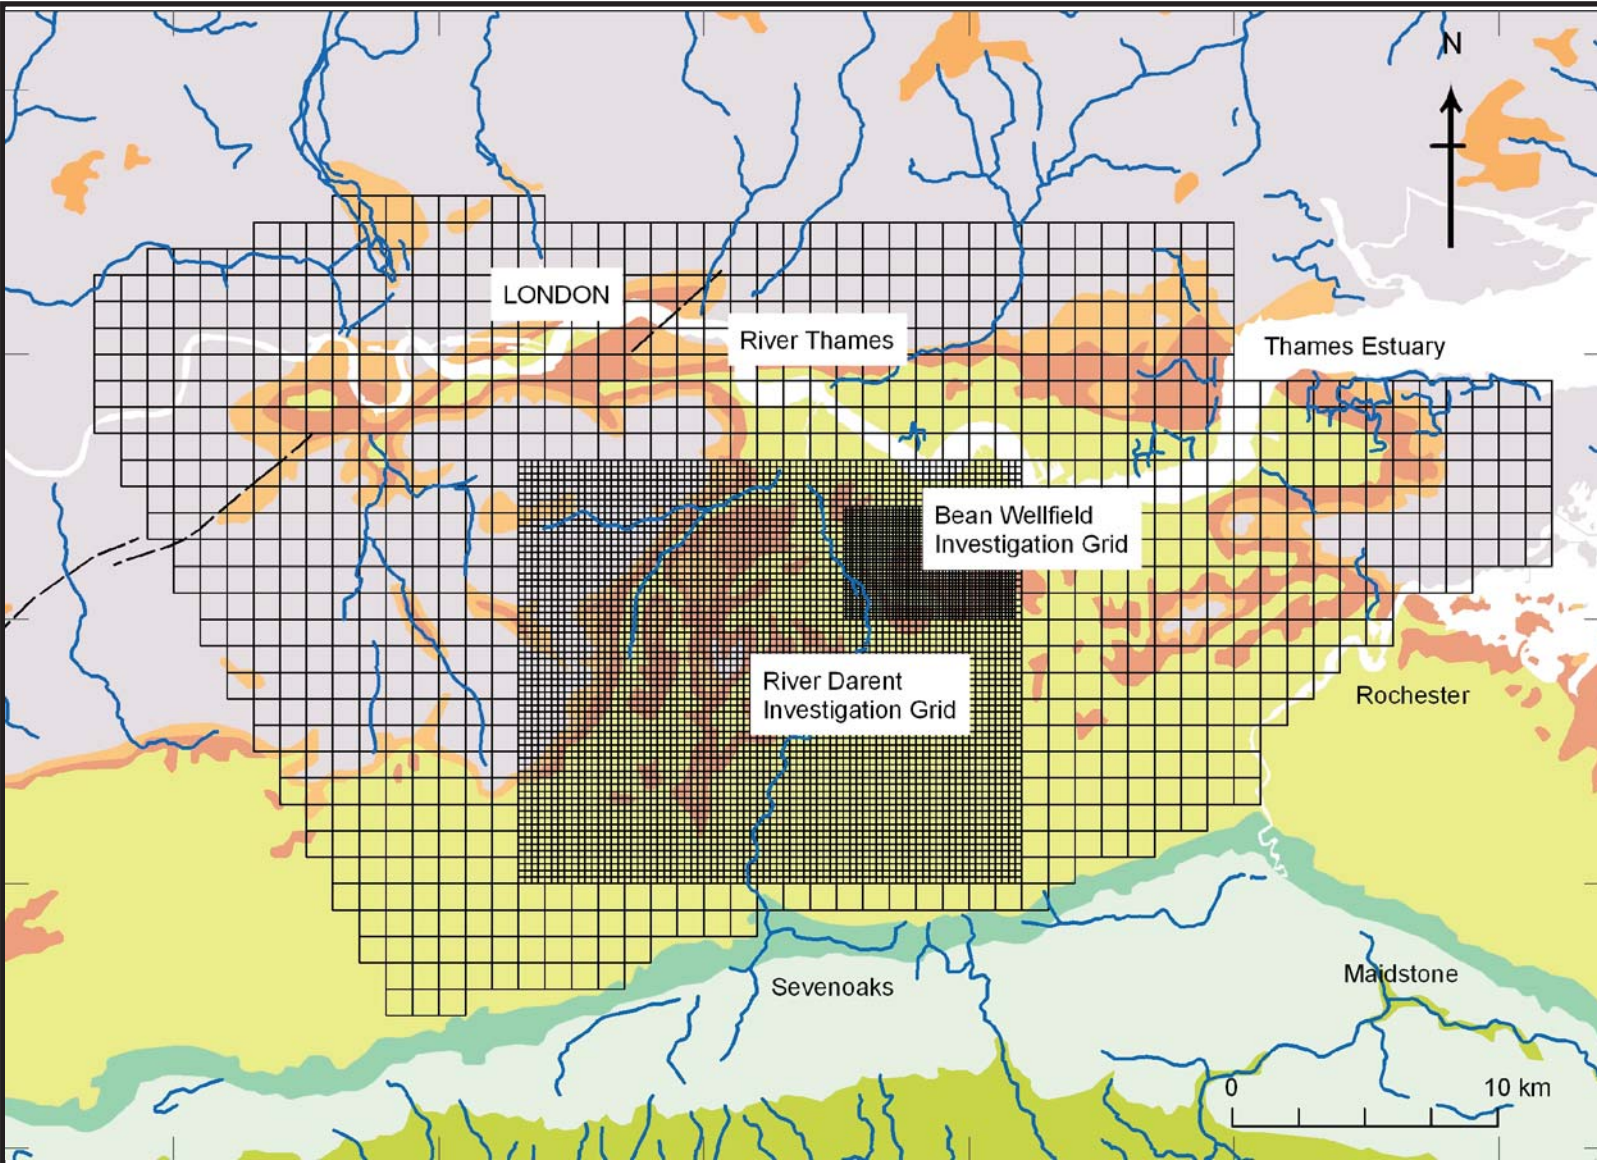 N
LONDON
River Thames
Thames Estuary
Bean Wellfield
Investigation Grid
River Darent
Investigation Grid
Rochester
Sevenoaks
Maidstone
0 10 km